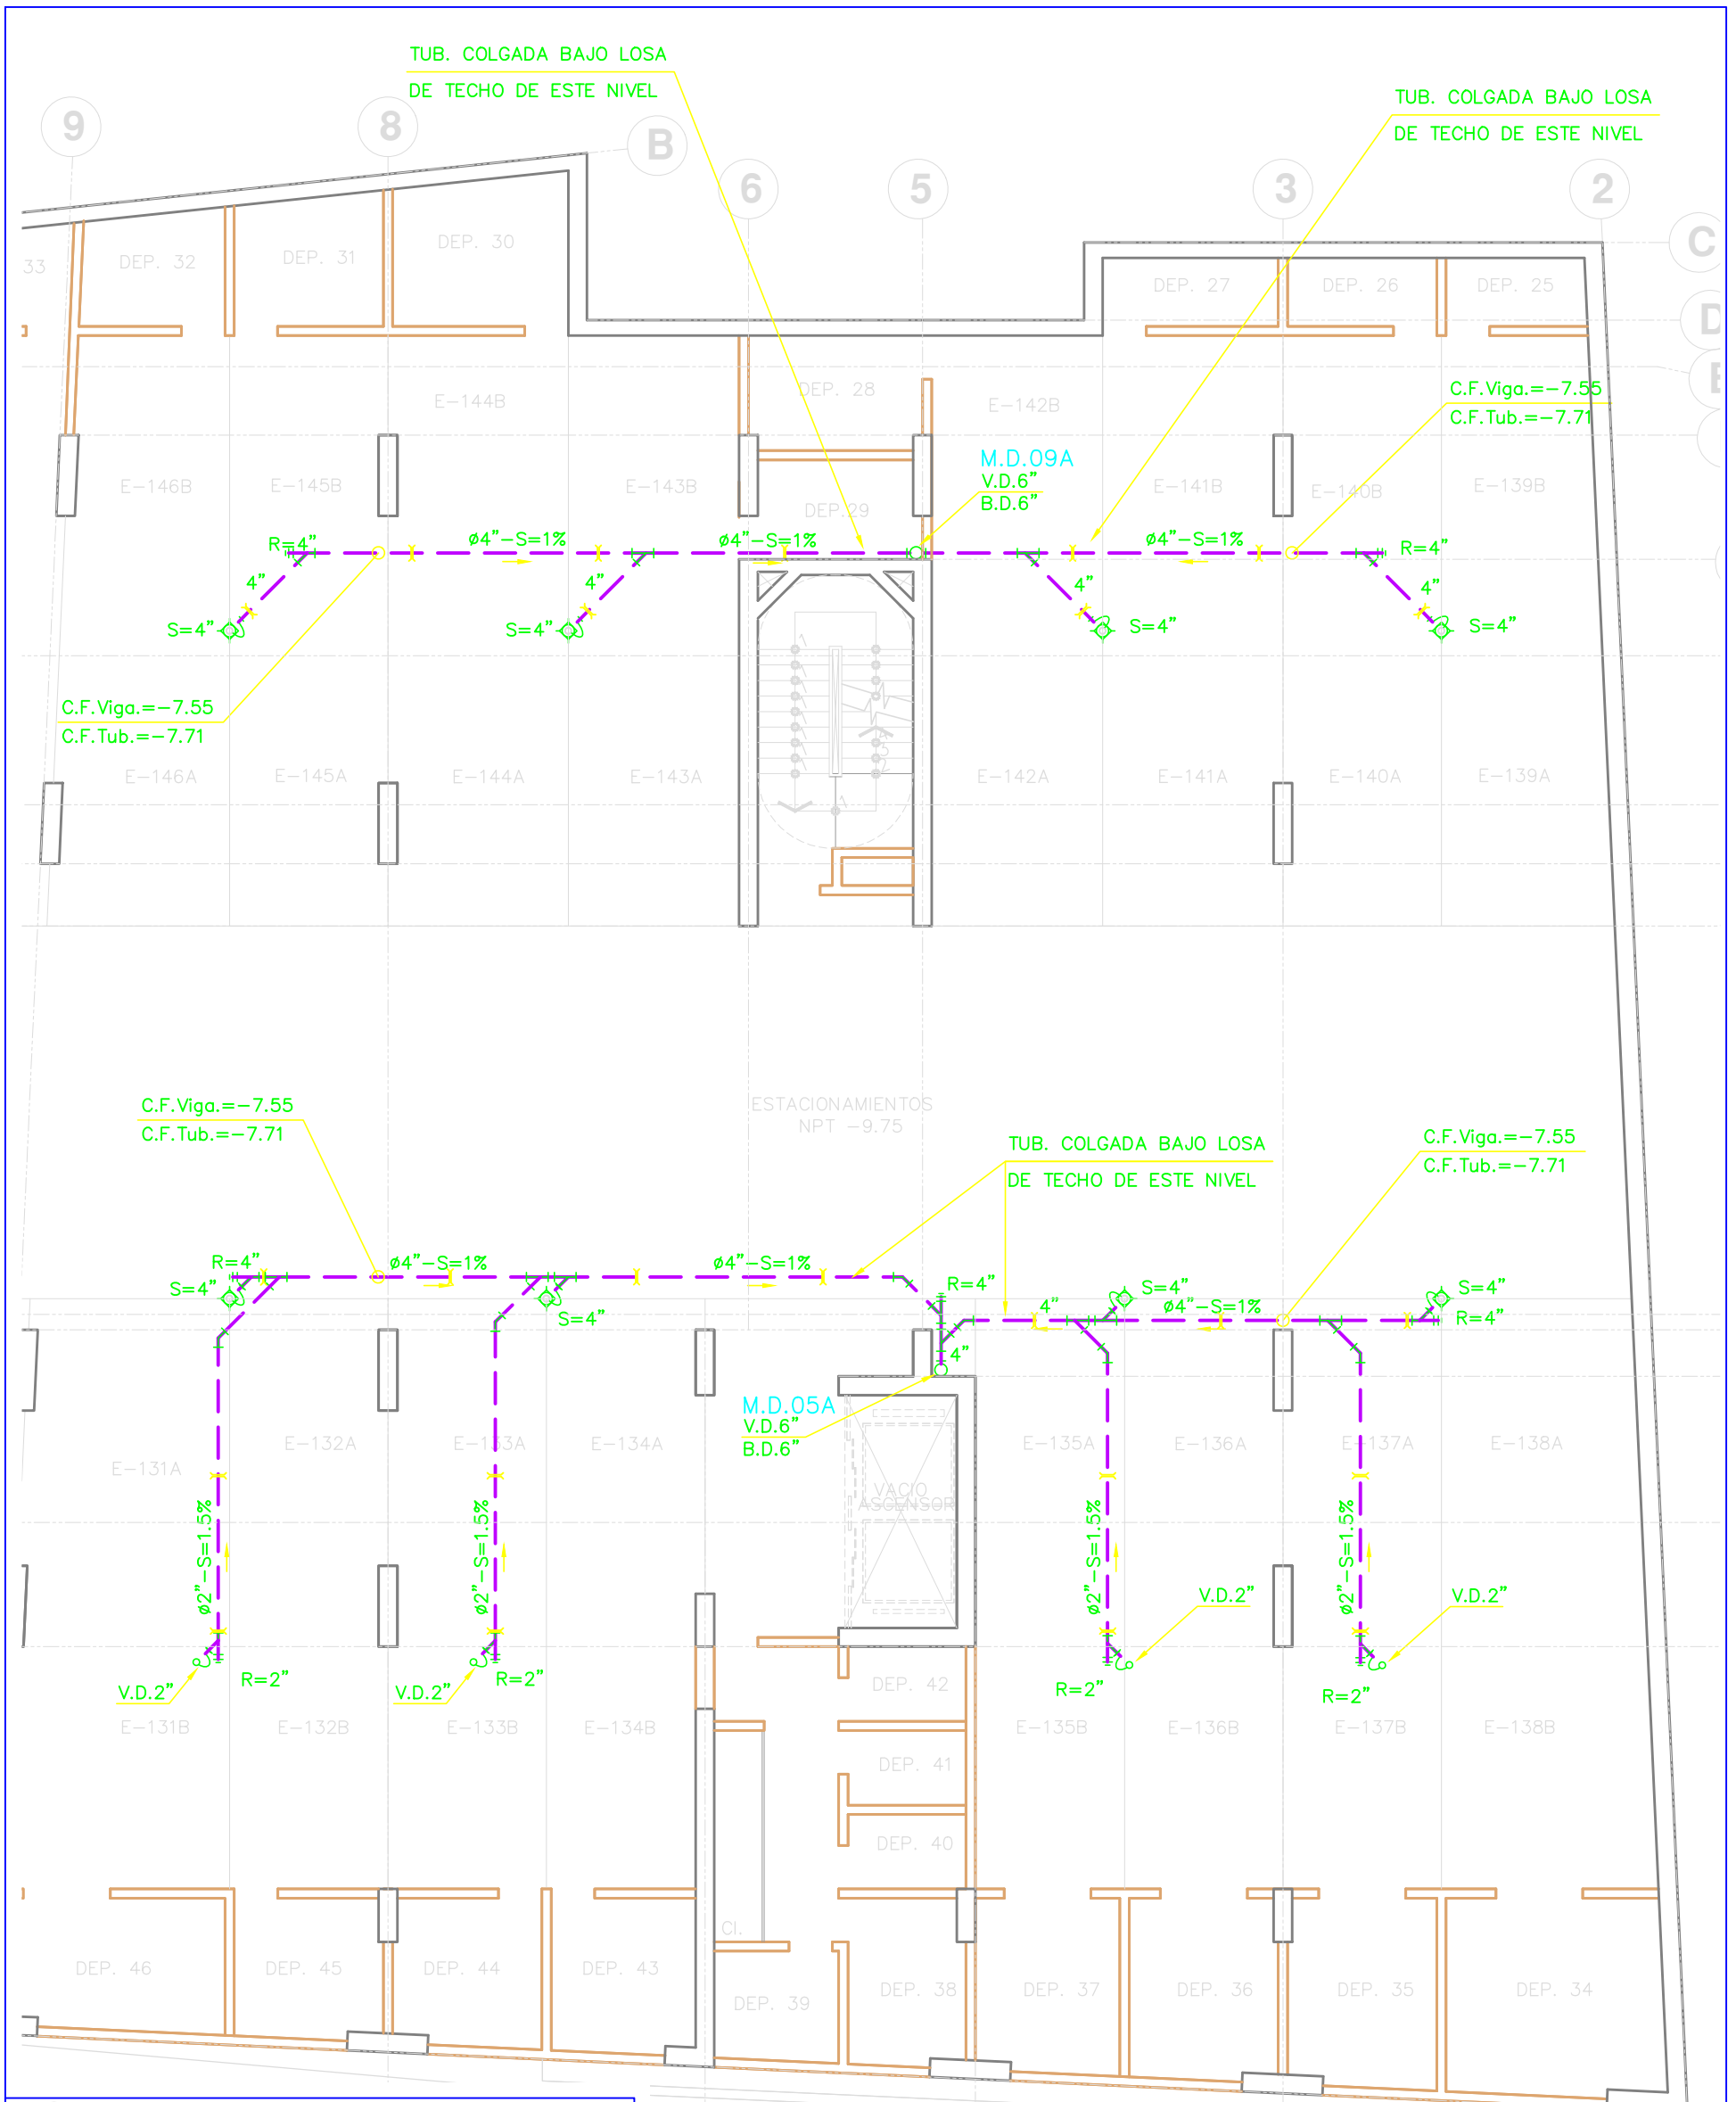 TUB. COLGADA BAJO LOSA
DE TECHO DE ESTE NIVEL
TUB. COLGADA BAJO LOSA
DE TECHO DE ESTE NIVEL
9
8
B
6
5
3
2
C
D
33
DEP. 32
DEP. 31
DEP. 30
DEP. 27
DEP. 26
DEP. 25
E-144B
DEP. 28
E-142B
C.F.Viga.=-7.55
C.F.Tub.=-7.71
M.D.09A
V.D.6"
B.D.6"
E-146B
E-145B
E-143B
DEP.29
E-141B
E-140B
E-139B
R=4"
ø4"-S=1%
ø4"-S=1%
ø4"-S=1%
R=4"
4"
4"
4"
4"
S=4"
S=4"
S=4"
S=4"
C.F.Viga.=-7.55
C.F.Tub.=-7.71
E-146A
E-145A
E-144A
E-143A
E-142A
E-141A
E-140A
E-139A
ESTACIONAMIENTOS
NPT -9.75
C.F.Viga.=-7.55
C.F.Tub.=-7.71
TUB. COLGADA BAJO LOSA
DE TECHO DE ESTE NIVEL
C.F.Viga.=-7.55
C.F.Tub.=-7.71
R=4"
ø4"-S=1%
ø4"-S=1%
S=4"
S=4"
R=4"
4"
S=4"
ø4"-S=1%
S=4"
R=4"
4"
M.D.05A
V.D.6"
B.D.6"
E-131A
E-132A
E-133A
E-134A
E-135A
E-136A
E-137A
E-138A
VACIO
ASCENSOR
ø2"-S=1.5%
ø2"-S=1.5%
ø2"-S=1.5%
ø2"-S=1.5%
V.D.2"
V.D.2"
R=2"
R=2"
R=2"
R=2"
V.D.2"
V.D.2"
DEP. 42
E-131B
E-132B
E-133B
E-134B
E-135B
E-136B
E-137B
E-138B
DEP. 41
DEP. 40
CI.
DEP. 46
DEP. 45
DEP. 44
DEP. 43
DEP. 39
DEP. 38
DEP. 37
DEP. 36
DEP. 35
DEP. 34